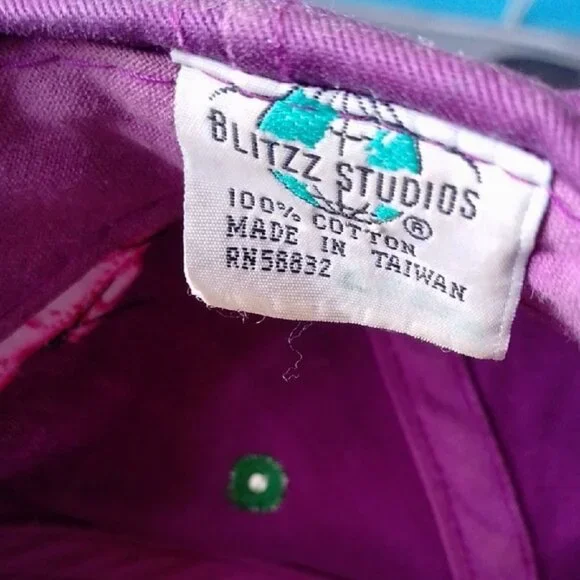 BLITZZ STUDIOS®
100% COTTON
MADE IN TAIWAN
RN58832